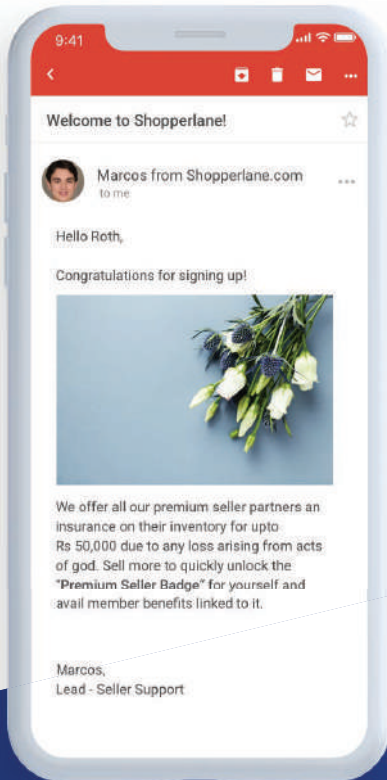 9:41
Welcome to Shopperlane!
Marcos from Shopperlane.com
to me
Hello Roth,
Congratulations for signing up!
We offer all our premium seller partners an
insurance on their inventory for upto
Rs 50,000 due to any loss arising from acts
of god. Sell more to quickly unlock the
"Premium Seller Badge" for yourself and
avail member benefits linked to it.
Marcos,
Lead - Seller Support